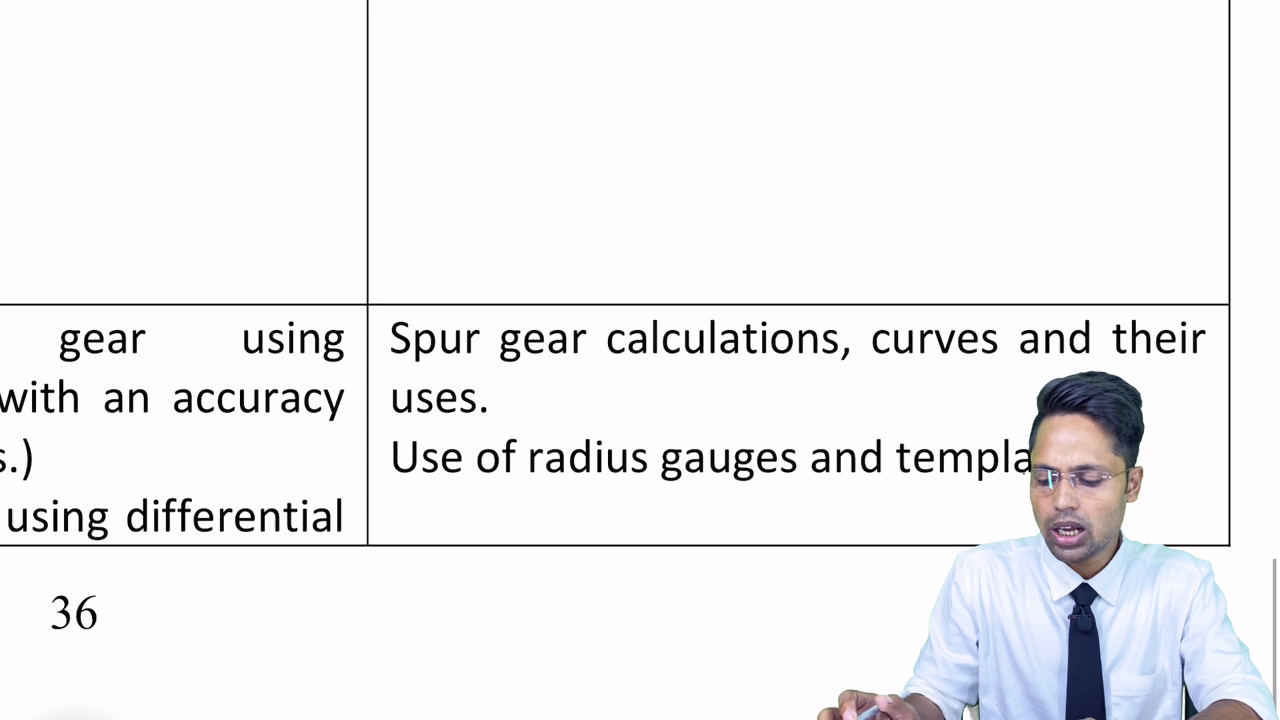 gear using
with an accuracy
s.)
using differential
Spur gear calculations, curves and their
uses.
Use of radius gauges and templa
36